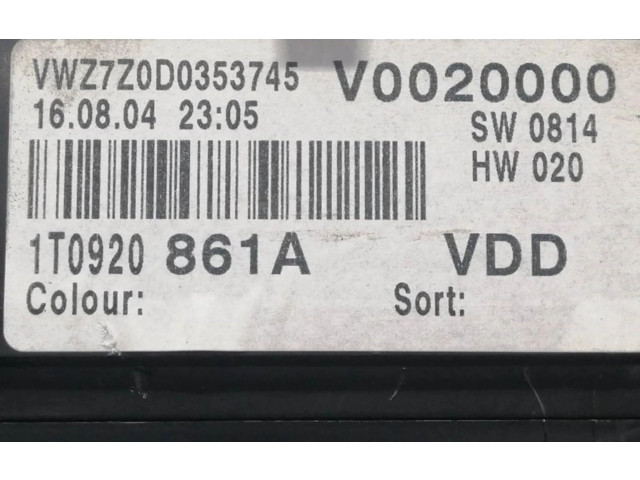 VWZ7Z0D0353745 V0020000
16.08.04 23:05 SW 0814
HW 020
1T0920 861A VDD
Colour: Sort: